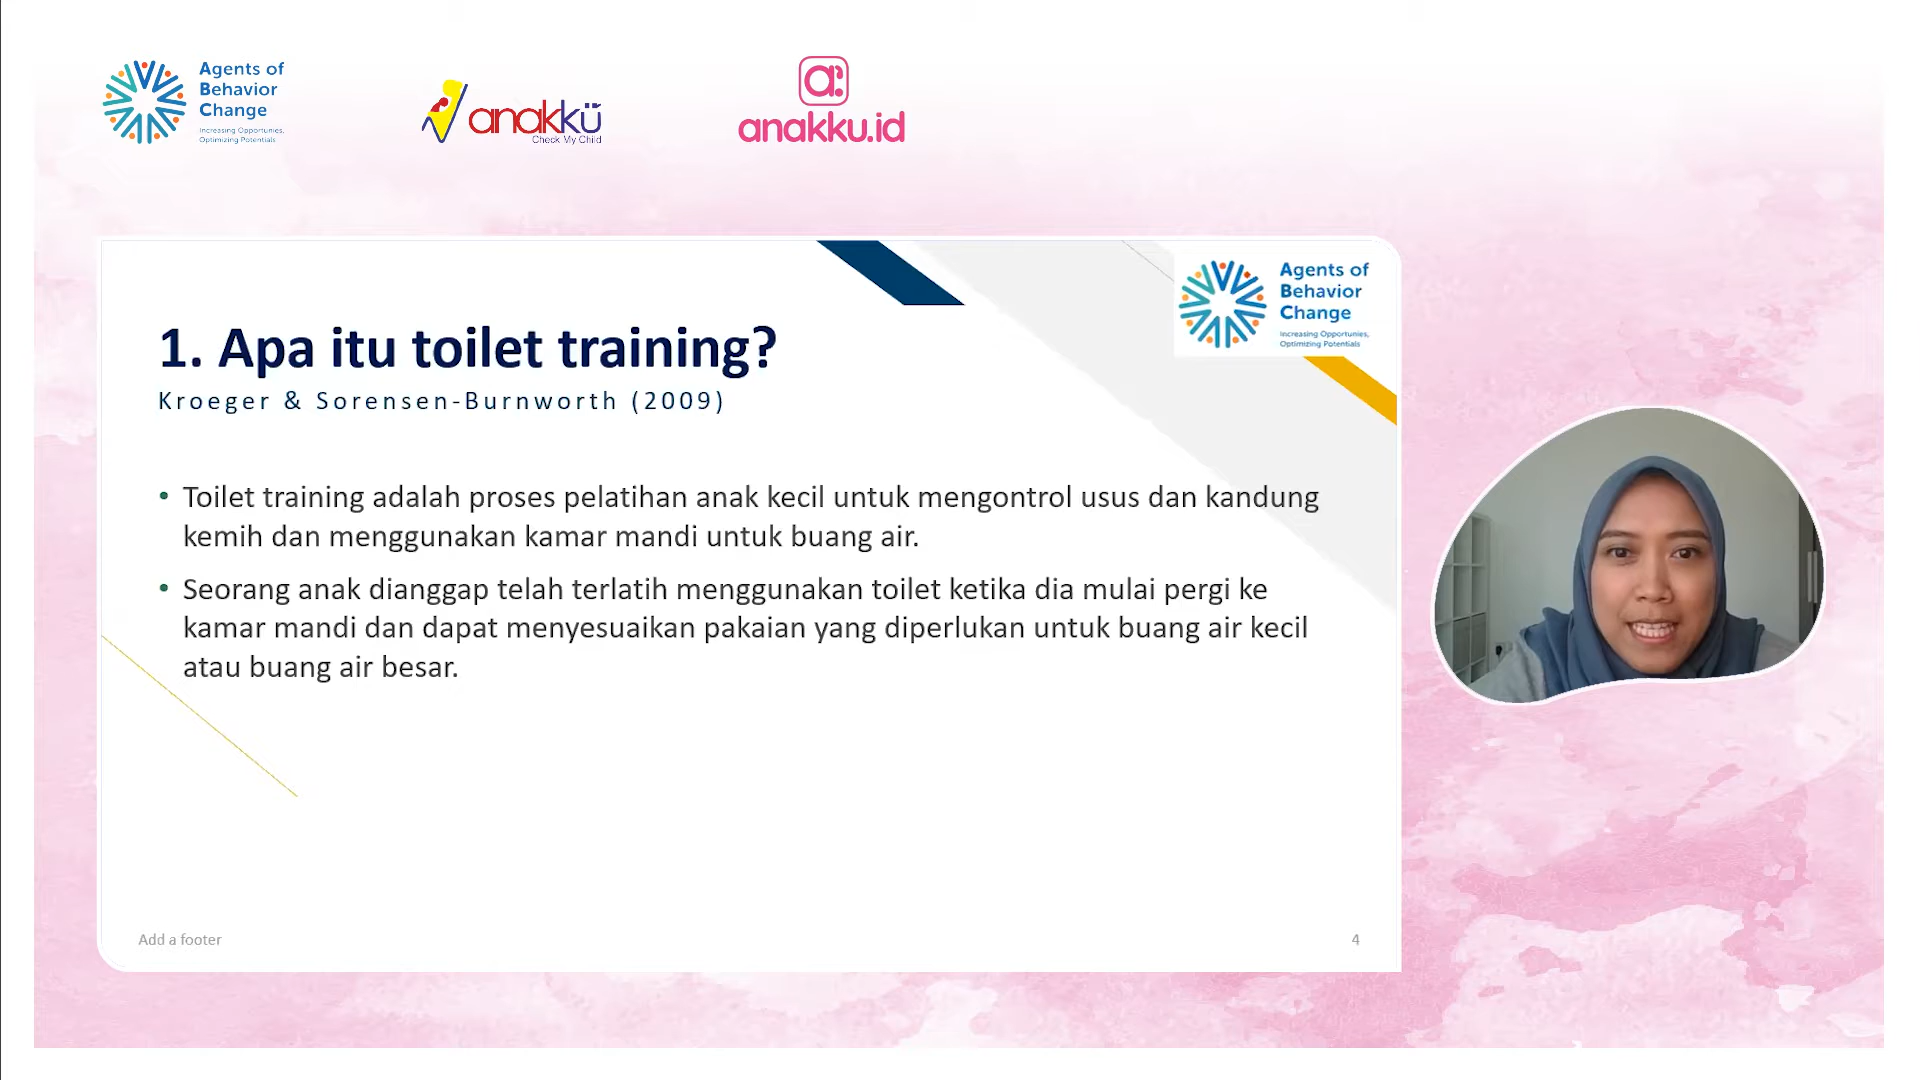 Agents of
Behavior
Change
Increasing Opportunies,
Optimizing Potentials
anakkü
Check My Child
a:
anakku.id
Agents of
Behavior
Change
Increasing Opportunies,
Optimizing Potentials
1. Apa itu toilet training?
Kroeger & Sorensen-Burnworth (2009)
• Toilet training adalah proses pelatihan anak kecil untuk mengontrol usus dan kandung
kemih dan menggunakan kamar mandi untuk buang air.
• Seorang anak dianggap telah terlatih menggunakan toilet ketika dia mulai pergi ke
kamar mandi dan dapat menyesuaikan pakaian yang diperlukan untuk buang air kecil
atau buang air besar.
Add a footer
4